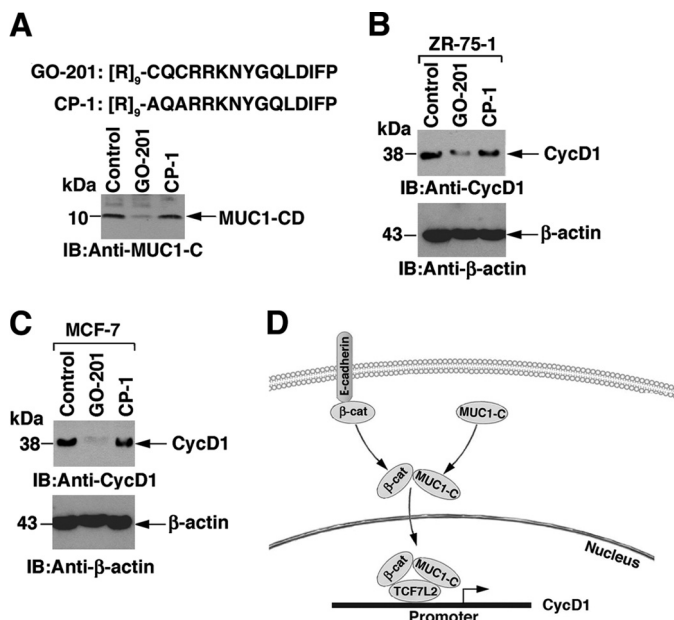 A
GO-201: [R]9-CQCRRKNYGQLDIFP
CP-1: [R]9-AQARRKNYGQLDIFP
Control
GO-201
CP-1
kDa
10
MUC1-CD
IB:Anti-MUC1-C
B
ZR-75-1
Control
GO-201
CP-1
kDa
38
CycD1
IB:Anti-CycD1
43
β-actin
IB:Anti-β-actin
C
MCF-7
Control
GO-201
CP-1
kDa
38
CycD1
IB:Anti-CycD1
43
β-actin
IB:Anti-β-actin
D
E-cadherin
β-cat
MUC1-C
β-cat
MUC1-C
Nucleus
β-cat
MUC1-C
TCF7L2
CycD1
Promoter